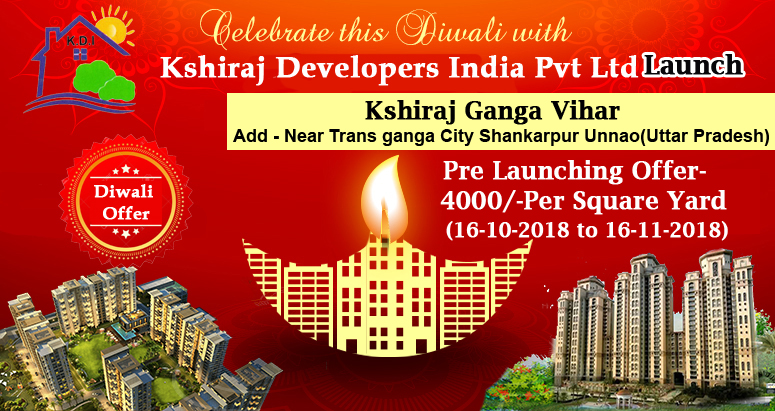 K.D.I
Celebrate this Diwali with
Kshiraj Developers India Pvt Ltd Launch
Kshiraj Ganga Vihar
Add - Near Trans ganga City Shankarpur Unnao(Uttar Pradesh)
Diwali
Offer
Pre Launching Offer-
4000/-Per Square Yard
(16-10-2018 to 16-11-2018)